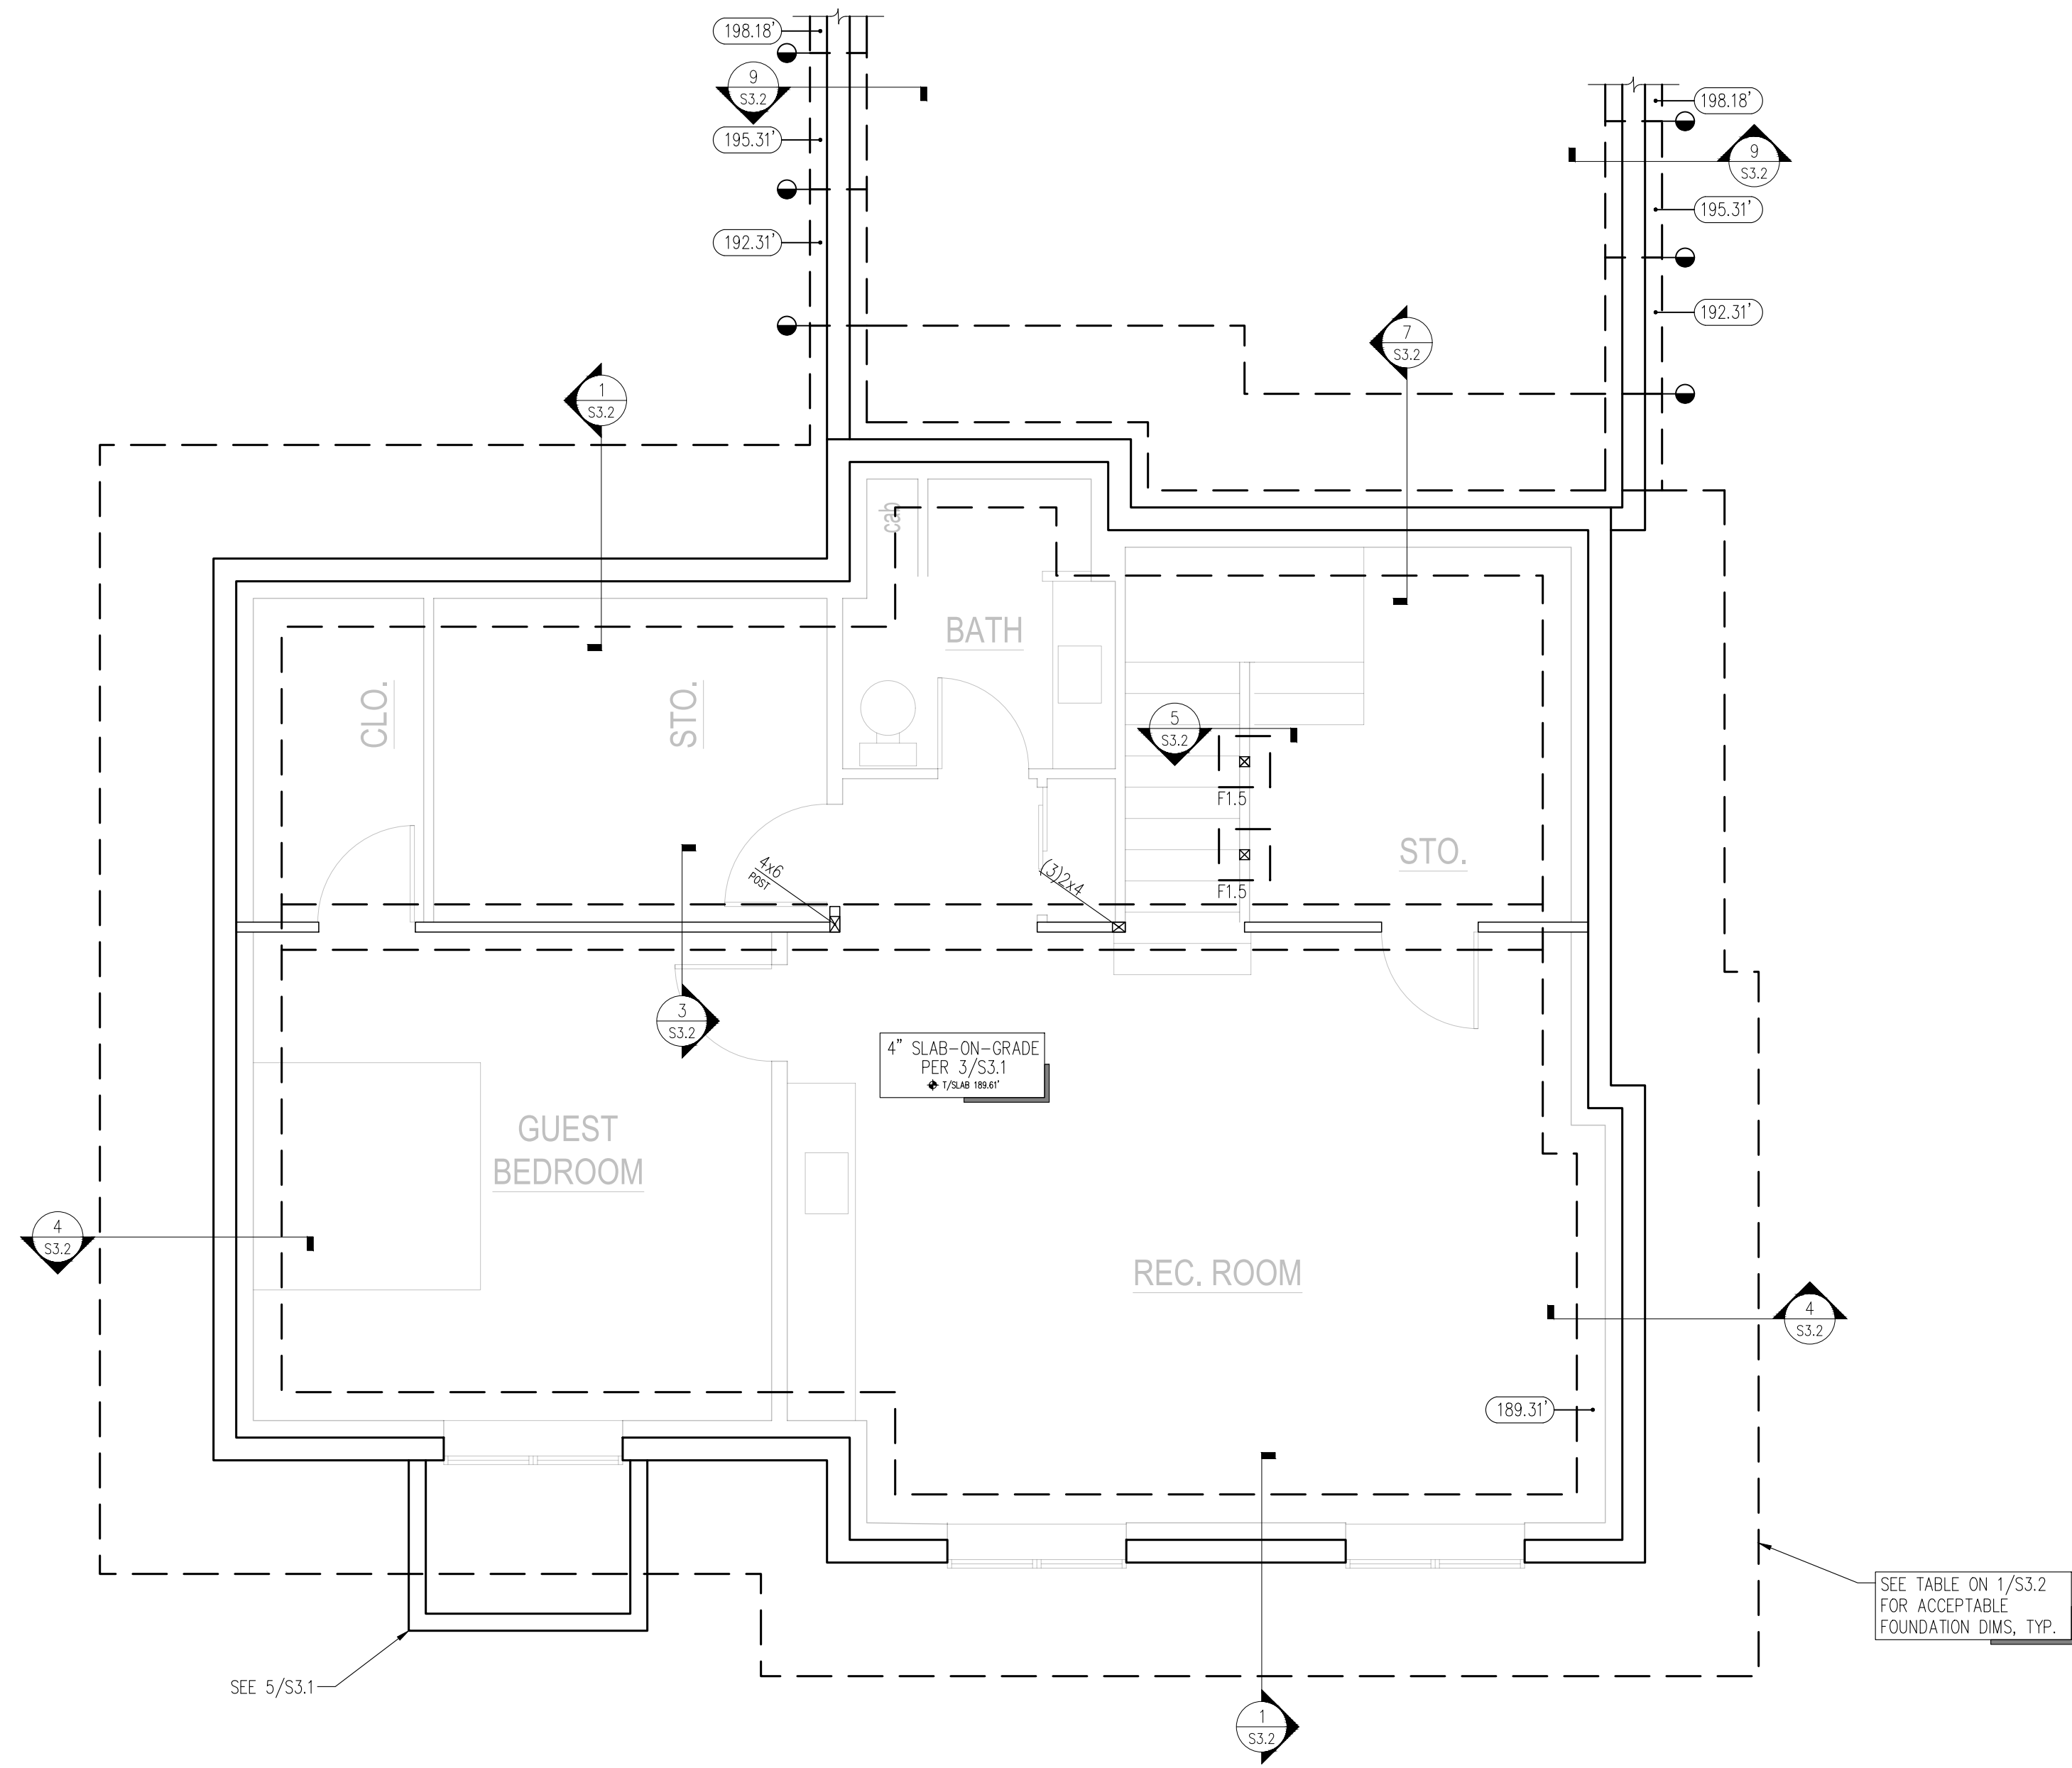 198.18'
9
S3.2
195.31'
192.31'
198.18'
9
S3.2
195.31'
192.31'
7
S3.2
1
S3.2
cab
BATH
CLO.
STO.
5
S3.2
F1.5
F1.5
STO.
4x6
POST
(3)2x4
3
S3.2
4" SLAB-ON-GRADE
PER 3/S3.1
T/SLAB 189.61'
GUEST
BEDROOM
4
S3.2
REC. ROOM
4
S3.2
189.31'
SEE TABLE ON 1/S3.2
FOR ACCEPTABLE
FOUNDATION DIMS, TYP.
SEE 5/S3.1
1
S3.2